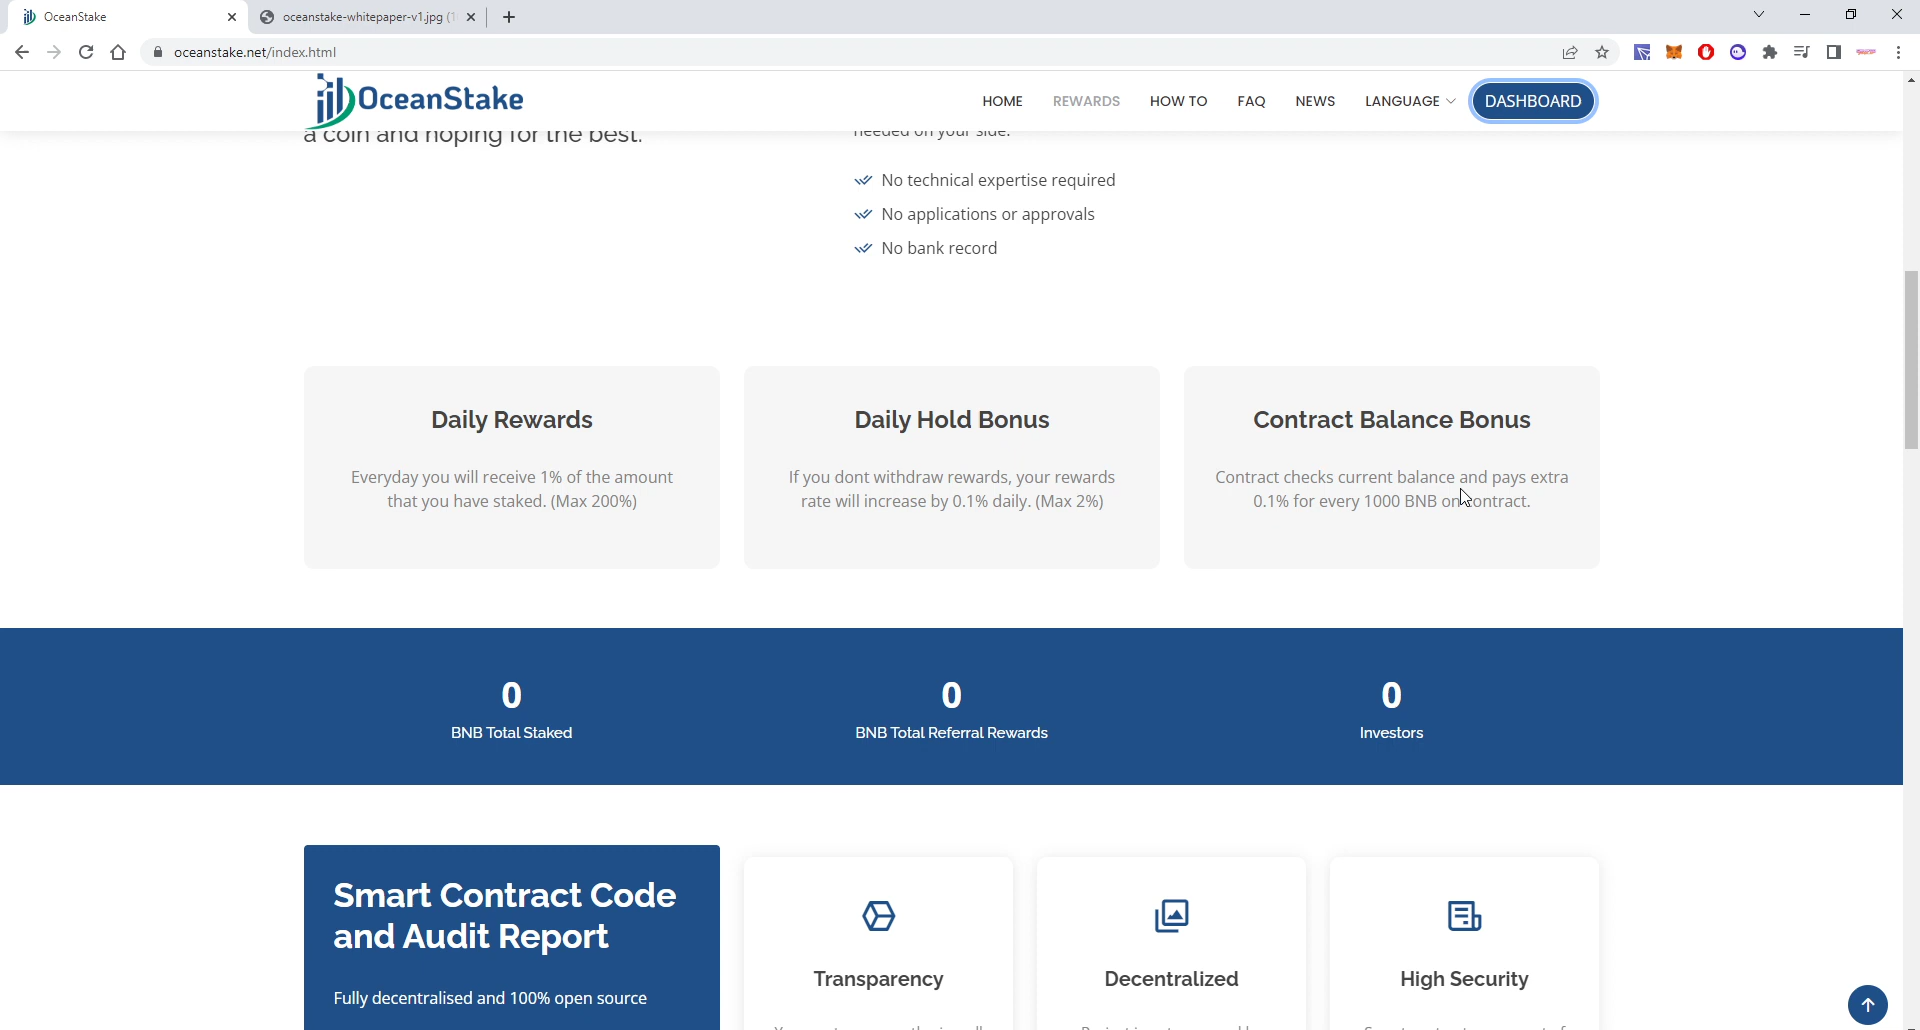 OceanStake
oceanstake-whitepaper-v1.jpg (1
oceanstake.net/index.html
OceanStake
HOME
REWARDS
HOW TO
FAQ
NEWS
LANGUAGE
DASHBOARD
a coin and hoping for the best.
needed on your side.
No technical expertise required
No applications or approvals
No bank record
Daily Rewards
Everyday you will receive 1% of the amount
that you have staked. (Max 200%)
Daily Hold Bonus
If you dont withdraw rewards, your rewards
rate will increase by 0.1% daily. (Max 2%)
Contract Balance Bonus
Contract checks current balance and pays extra
0.1% for every 1000 BNB on contract.
0
BNB Total Staked
0
BNB Total Referral Rewards
0
Investors
Smart Contract Code
and Audit Report
Fully decentralised and 100% open source
Transparency
Decentralized
High Security